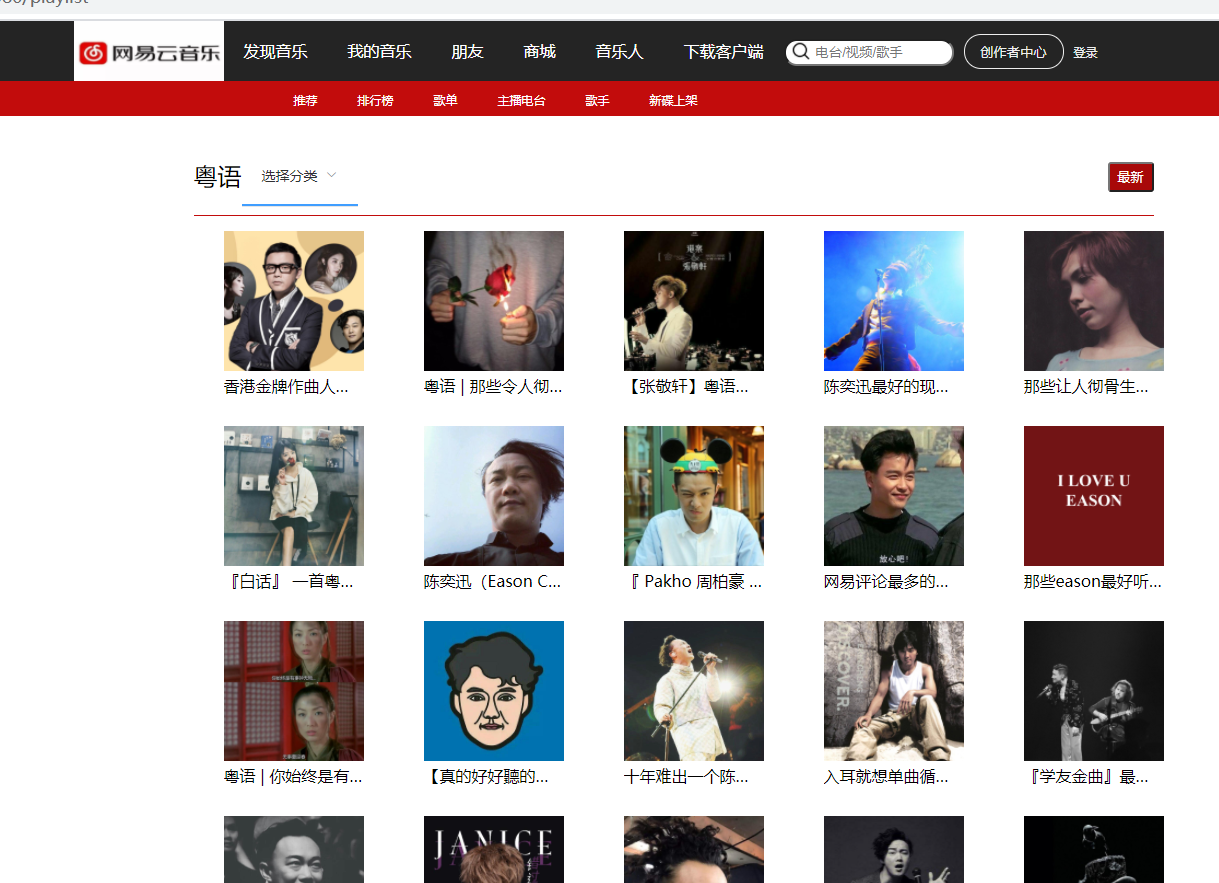 网易云音乐 发现音乐 我的音乐 朋友 商城 音乐人 下载客户端 电台/视频/歌手 创作者中心 登录
推荐 排行榜 歌单 主播电台 歌手 新碟上架
粤语 选择分类 最新
香港金牌作曲人... 粤语 | 那些令人彻... 【张敬轩】粤语... 陈奕迅最好的现... 那些让人彻骨生...
放心吧!
I LOVE U
EASON
『白话』 一首粤... 陈奕迅（Eason C... 『 Pakho 周柏豪 ... 网易评论最多的... 那些eason最好听...
COVER.
粤语 | 你始终是有... 【真的好好聽的... 十年难出一个陈... 入耳就想单曲循... 『学友金曲』最...
JANICE